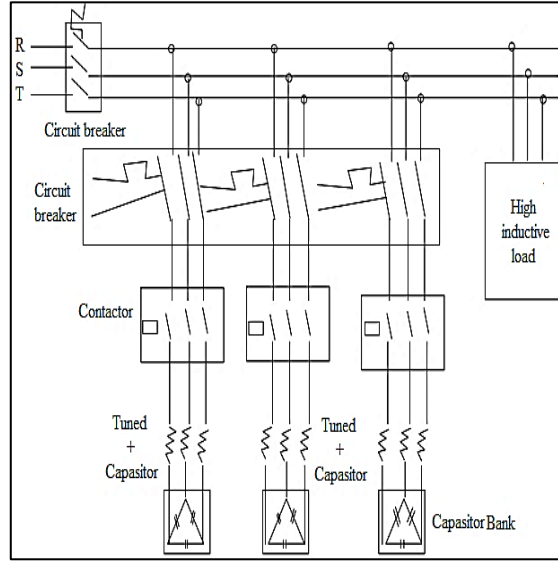 R
S
T
Circuit breaker
Circuit
breaker
High
inductive
load
Contactor
Tuned
+
Capasitor
Tuned
+
Capasitor
Capasitor Bank